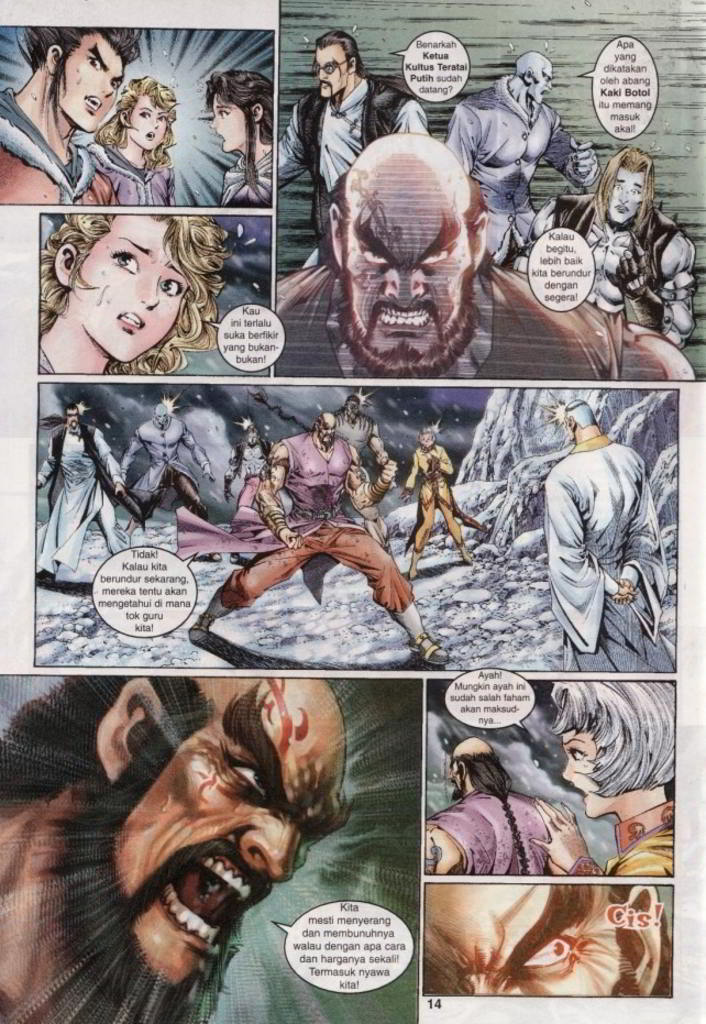 Benarkah
Ketua
Kultus Teratai
Putih sudah
datang?
Apa
yang
dikatakan
oleh abang
Kaki Botol
itu memang
masuk
akal!
Kalau
begitu,
lebih baik
kita berundur
dengan
segera!
Kau
ini terlalu
suka berfikir
yang bukan-
bukan!
Tidak!
Kalau kita
berundur sekarang,
mereka tentu akan
mengetahui di mana
tok guru
kita!
Ayah!
Mungkin ayah ini
sudah salah faham
akan maksud-
nya...
Kita
mesti menyerang
dan membunuhnya
walau dengan apa cara
dan harganya sekali!
Termasuk nyawa
kita!
Cis!
14